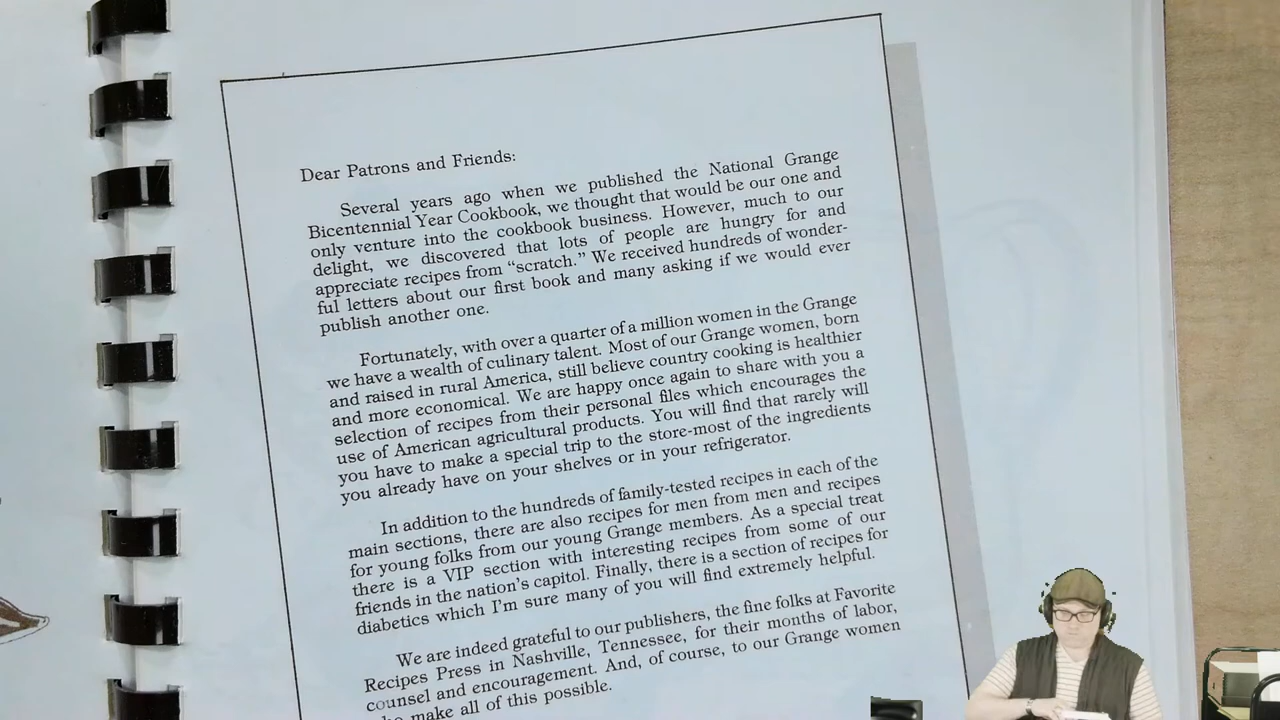 Dear Patrons and Friends:
Several years ago when we published the National Grange
Bicentennial Year Cookbook, we thought that would be our one and
only venture into the cookbook business. However, much to our
delight, we discovered that lots of people are hungry for and
appreciate recipes from “scratch.” We received hundreds of wonder-
ful letters about our first book and many asking if we would ever
publish another one.
Fortunately, with over a quarter of a million women in the Grange
we have a wealth of culinary talent. Most of our Grange women, born
and raised in rural America, still believe country cooking is healthier
and more economical. We are happy once again to share with you a
selection of recipes from their personal files which encourages the
use of American agricultural products. You will find that rarely will
you have to make a special trip to the store-most of the ingredients
you already have on your shelves or in your refrigerator.
In addition to the hundreds of family-tested recipes in each of the
main sections, there are also recipes for men from men and recipes
for young folks from our young Grange members. As a special treat
there is a VIP section with interesting recipes from some of our
friends in the nation's capitol. Finally, there is a section of recipes for
diabetics which I'm sure many of you will find extremely helpful.
We are indeed grateful to our publishers, the fine folks at Favorite
Recipes Press in Nashville, Tennessee, for their months of labor,
counsel and encouragement. And, of course, to our Grange women
make all of this possible.